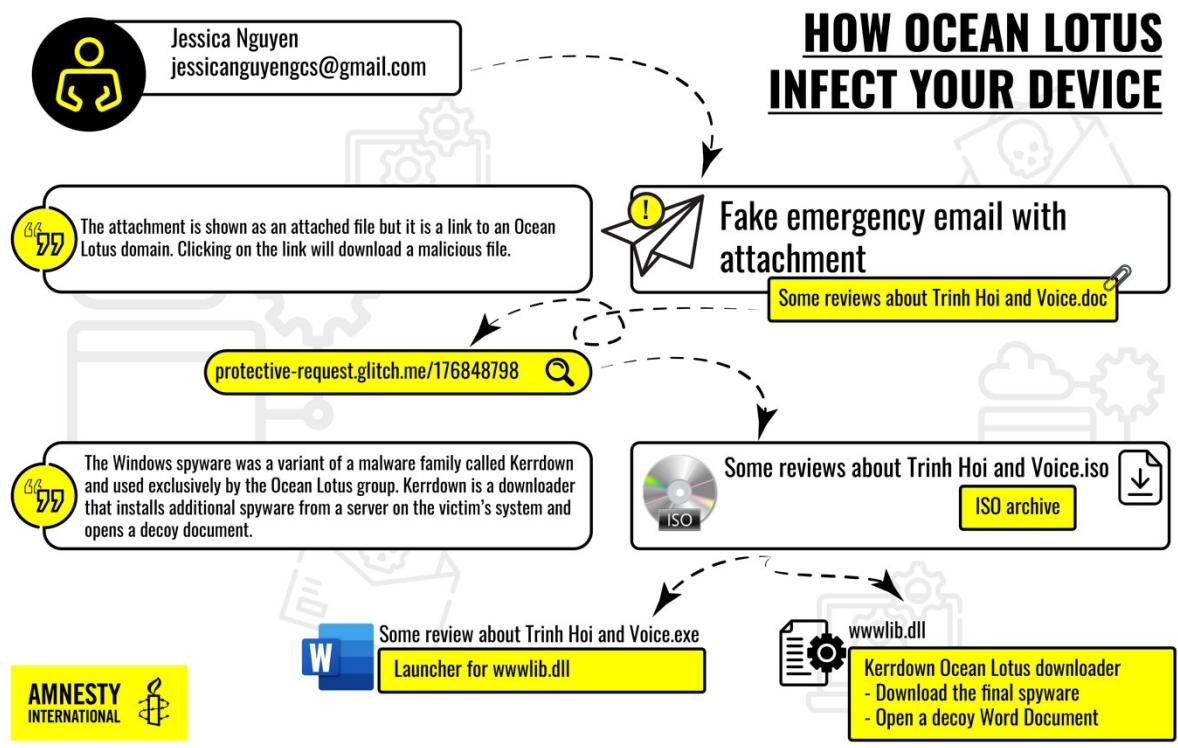 HOW OCEAN LOTUS
INFECT YOUR DEVICE
Jessica Nguyen
jessicanguyengcs@gmail.com
The attachment is shown as an attached file but it is a link to an Ocean
Lotus domain. Clicking on the link will download a malicious file.
!
Fake emergency email with
attachment
Some reviews about Trinh Hoi and Voice.doc
protective-request.glitch.me/176848798
The Windows spyware was a variant of a malware family called Kerrdown
and used exclusively by the Ocean Lotus group. Kerrdown is a downloader
that installs additional spyware from a server on the victim’s system and
opens a decoy document.
ISO
Some reviews about Trinh Hoi and Voice.iso
ISO archive
W
Some review about Trinh Hoi and Voice.exe
Launcher for wwwlib.dll
wwwlib.dll
Kerrdown Ocean Lotus downloader
- Download the final spyware
- Open a decoy Word Document
AMNESTY
INTERNATIONAL